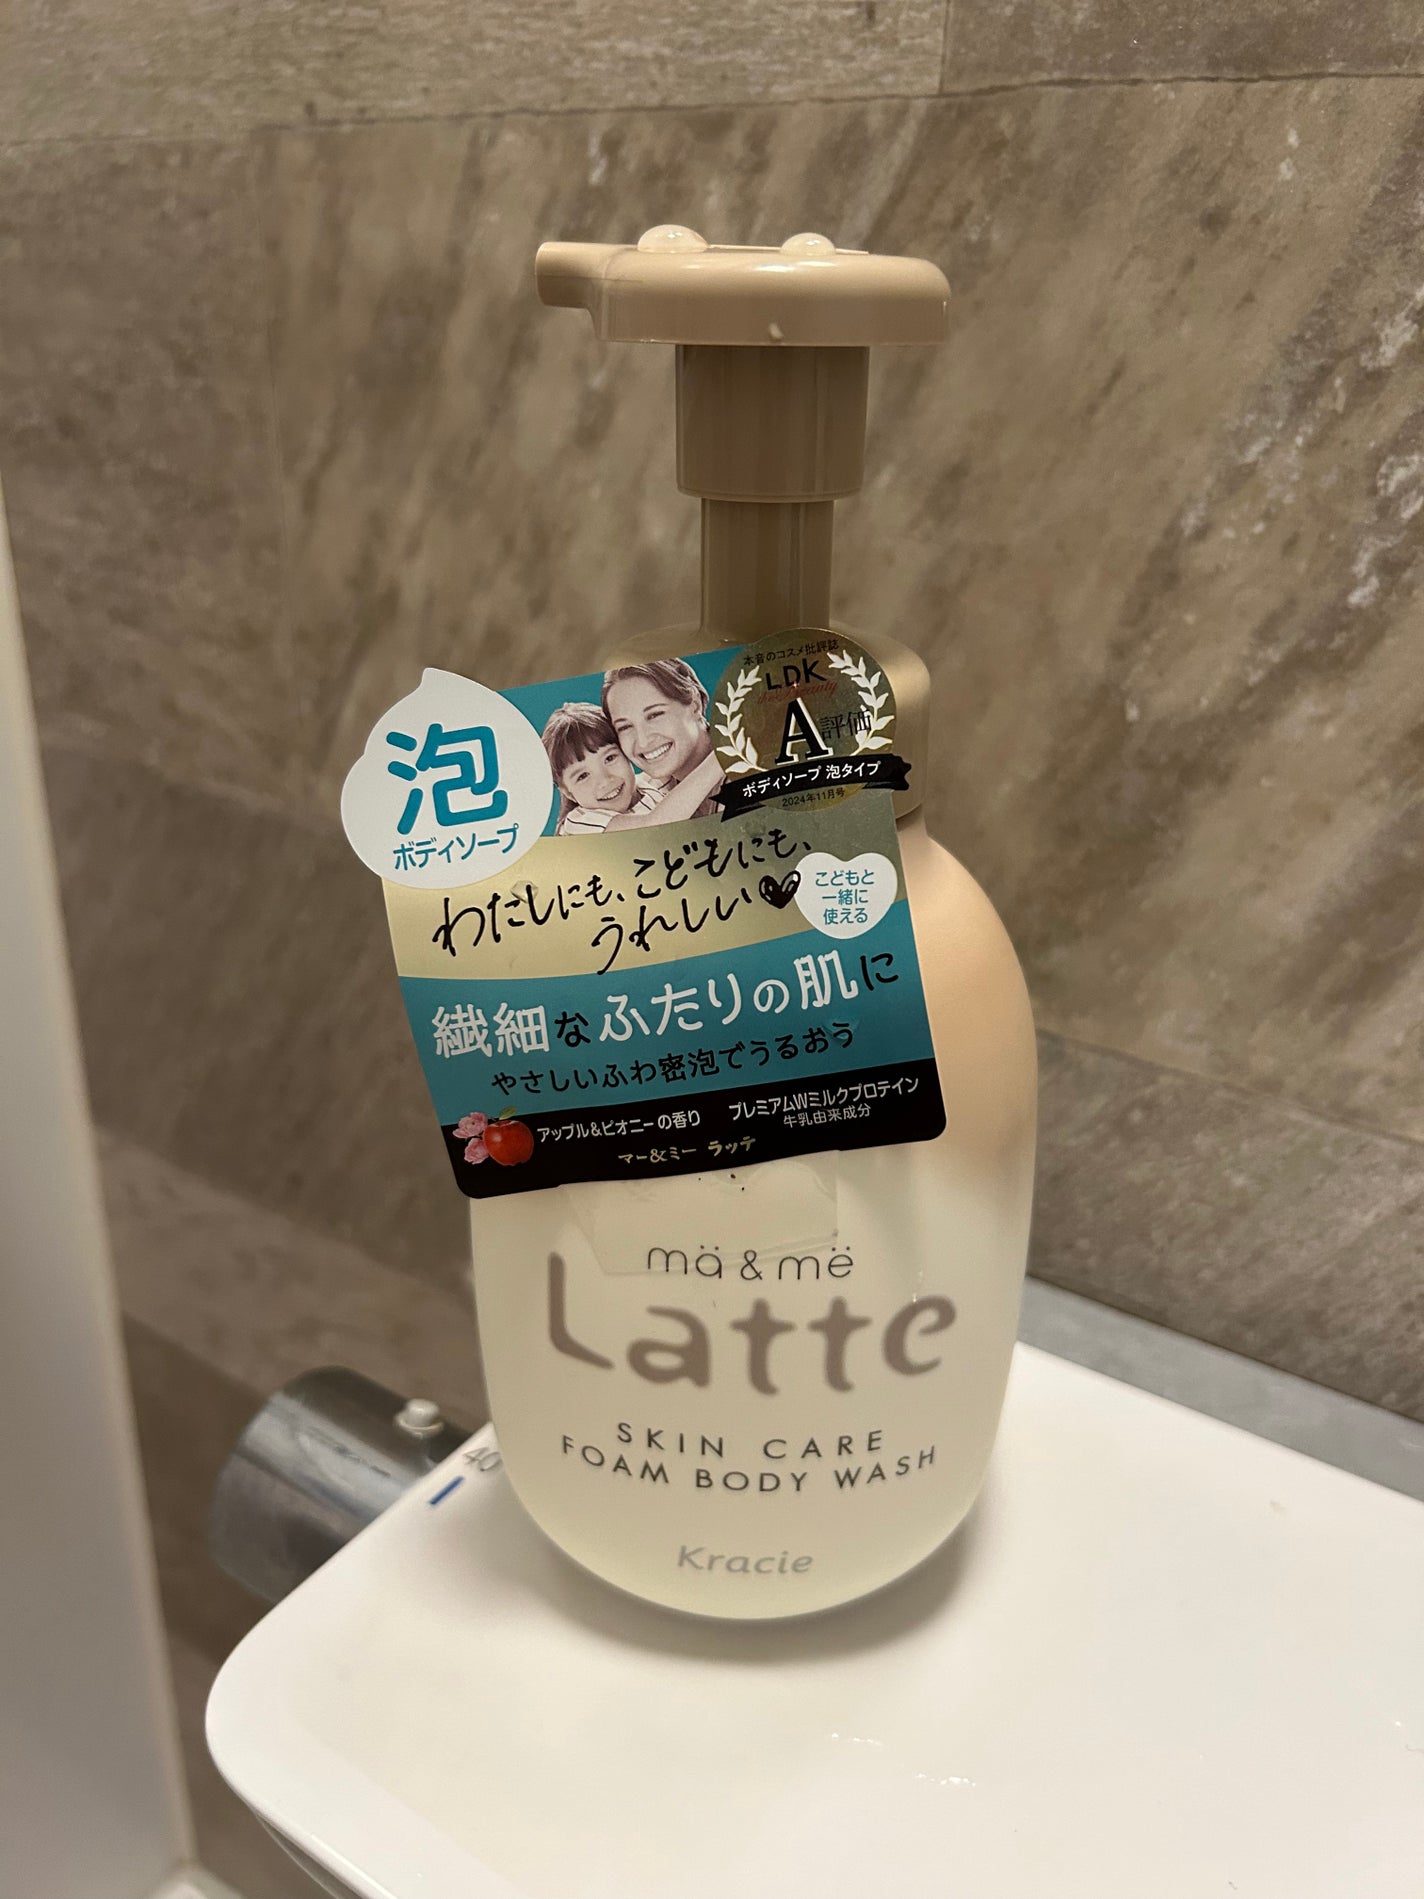 本音のコスメ批評誌
LDK
the Beauty
A評価
ボディソープ 泡タイプ
2024年11月号
泡
ボディソープ
わたしにも、こどもにも、
うれしい
こどもと
一緒に
使える
繊細なふたりの肌に
やさしいふわ密泡でうるおう
アップル&ピオニーの香り
プレミアムWミルクプロテイン
牛乳由来成分
マー&ミー ラッテ
mä & më
Latte
SKIN CARE
FOAM BODY WASH
Kracie
40